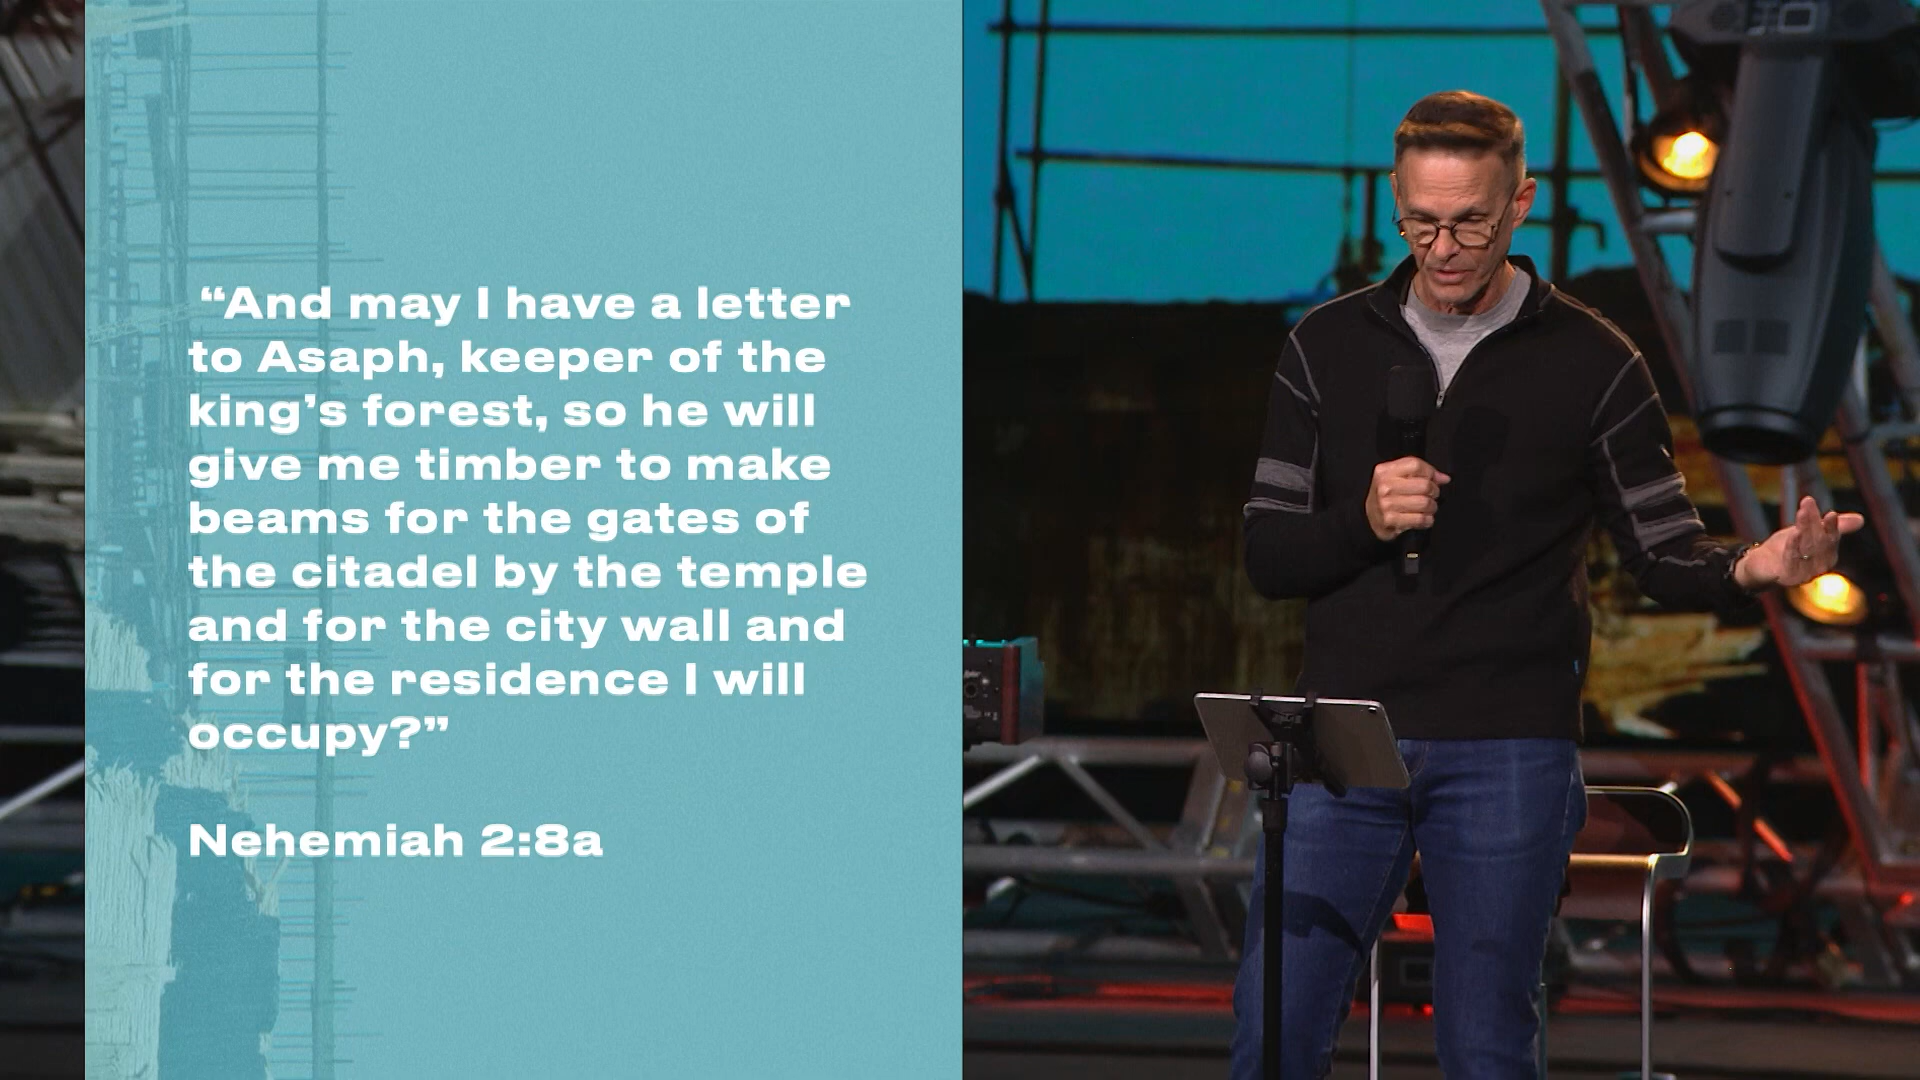 “And may I have a letter
to Asaph, keeper of the
king’s forest, so he will
give me timber to make
beams for the gates of
the citadel by the temple
and for the city wall and
for the residence I will
occupy?”
Nehemiah 2:8a